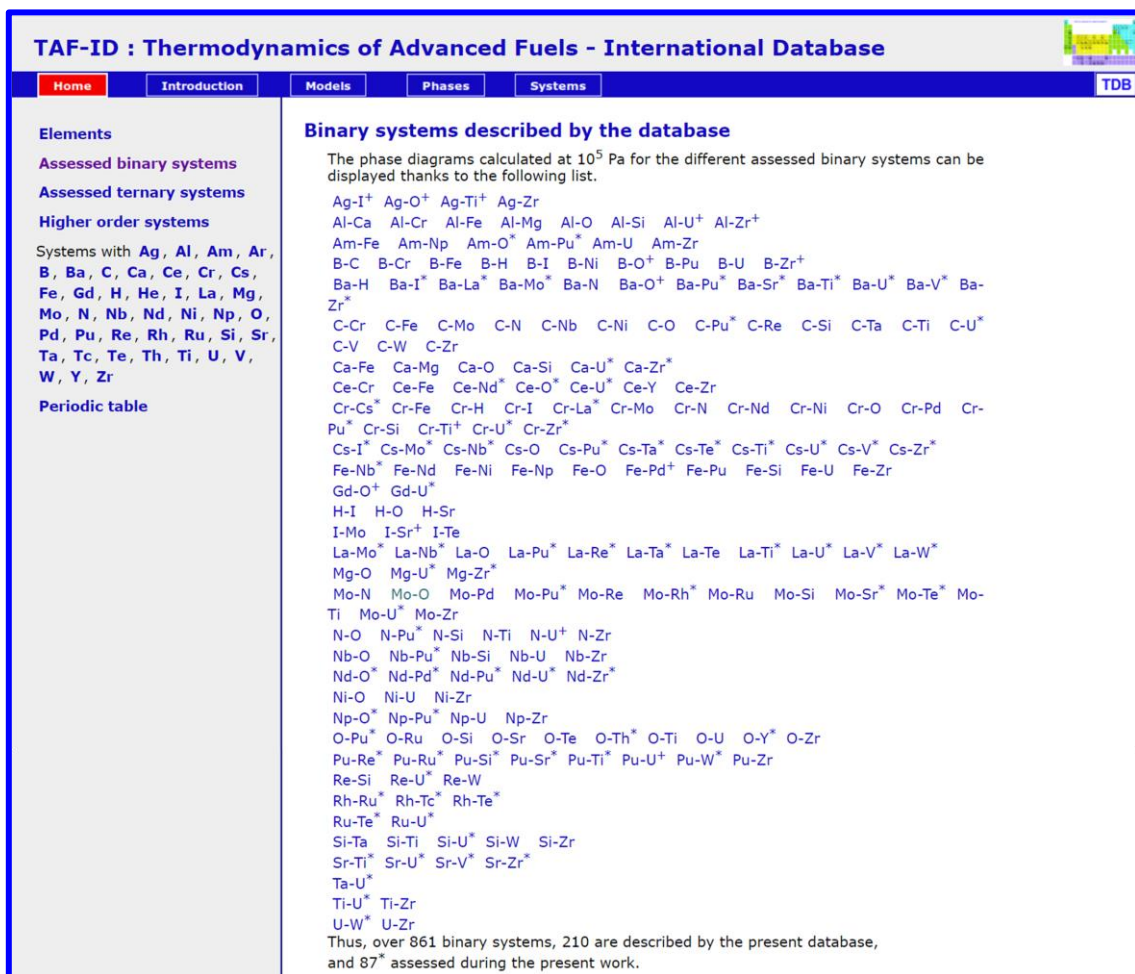 TAF-ID : Thermodynamics of Advanced Fuels - International Database
Home Introduction Models Phases Systems TDB
Elements
Assessed binary systems
Assessed ternary systems
Higher order systems
Systems with Ag, Al, Am, Ar,
B, Ba, C, Ca, Ce, Cr, Cs,
Fe, Gd, H, He, I, La, Mg,
Mo, N, Nb, Nd, Ni, Np, O,
Pd, Pu, Re, Rh, Ru, Si, Sr,
Ta, Tc, Te, Th, Ti, U, V,
W, Y, Zr
Periodic table
Binary systems described by the database
The phase diagrams calculated at 10⁵ Pa for the different assessed binary systems can be
displayed thanks to the following list.
Ag-I⁺ Ag-O⁺ Ag-Ti⁺ Ag-Zr
Al-Ca Al-Cr Al-Fe Al-Mg Al-O Al-Si Al-U⁺ Al-Zr⁺
Am-Fe Am-Np Am-O* Am-Pu* Am-U Am-Zr
B-C B-Cr B-Fe B-H B-I B-Ni B-O⁺ B-Pu B-U B-Zr⁺
Ba-H Ba-I* Ba-La* Ba-Mo* Ba-N Ba-O⁺ Ba-Pu* Ba-Sr* Ba-Ti* Ba-U* Ba-V* Ba-
Zr*
C-Cr C-Fe C-Mo C-N C-Nb C-Ni C-O C-Pu* C-Re C-Si C-Ta C-Ti C-U*
C-V C-W C-Zr
Ca-Fe Ca-Mg Ca-O Ca-Si Ca-U* Ca-Zr*
Ce-Cr Ce-Fe Ce-Nd* Ce-O* Ce-U* Ce-Y Ce-Zr
Cr-Cs* Cr-Fe Cr-H Cr-I Cr-La* Cr-Mo Cr-N Cr-Nd Cr-Ni Cr-O Cr-Pd Cr-
Pu* Cr-Si Cr-Ti⁺ Cr-U* Cr-Zr*
Cs-I* Cs-Mo* Cs-Nb* Cs-O Cs-Pu* Cs-Ta* Cs-Te* Cs-Ti* Cs-U* Cs-V* Cs-Zr*
Fe-Nb* Fe-Nd Fe-Ni Fe-Np Fe-O Fe-Pd⁺ Fe-Pu Fe-Si Fe-U Fe-Zr
Gd-O⁺ Gd-U*
H-I H-O H-Sr
I-Mo I-Sr⁺ I-Te
La-Mo* La-Nb* La-O La-Pu* La-Re* La-Ta* La-Te La-Ti* La-U* La-V* La-W*
Mg-O Mg-U* Mg-Zr*
Mo-N Mo-O Mo-Pd Mo-Pu* Mo-Re Mo-Rh* Mo-Ru Mo-Si Mo-Sr* Mo-Te* Mo-
Ti Mo-U* Mo-Zr
N-O N-Pu* N-Si N-Ti N-U⁺ N-Zr
Nb-O Nb-Pu* Nb-Si Nb-U Nb-Zr
Nd-O* Nd-Pd* Nd-Pu* Nd-U* Nd-Zr*
Ni-O Ni-U Ni-Zr
Np-O* Np-Pu* Np-U Np-Zr
O-Pu* O-Ru O-Si O-Sr O-Te O-Th* O-Ti O-U O-Y* O-Zr
Pu-Re* Pu-Ru* Pu-Si* Pu-Sr* Pu-Ti* Pu-U⁺ Pu-W* Pu-Zr
Re-Si Re-U* Re-W
Rh-Ru* Rh-Tc* Rh-Te*
Ru-Te* Ru-U*
Si-Ta Si-Ti Si-U* Si-W Si-Zr
Sr-Ti* Sr-U* Sr-V* Sr-Zr*
Ta-U*
Ti-U* Ti-Zr
U-W* U-Zr
Thus, over 861 binary systems, 210 are described by the present database,
and 87* assessed during the present work.